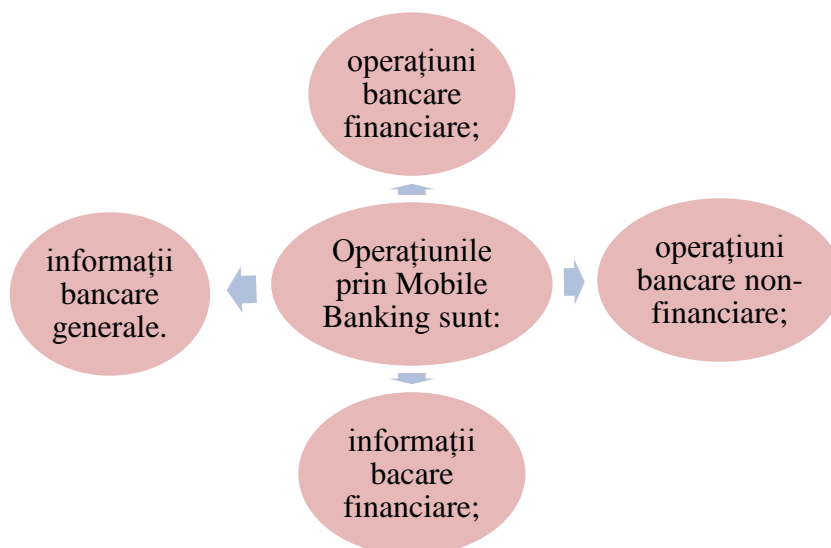 operațiuni
bancare
financiare;
informații
bancare
generale.
Operațiunile
prin Mobile
Banking sunt:
operațiuni
bancare non-
financiare;
informații
bacare
financiare;